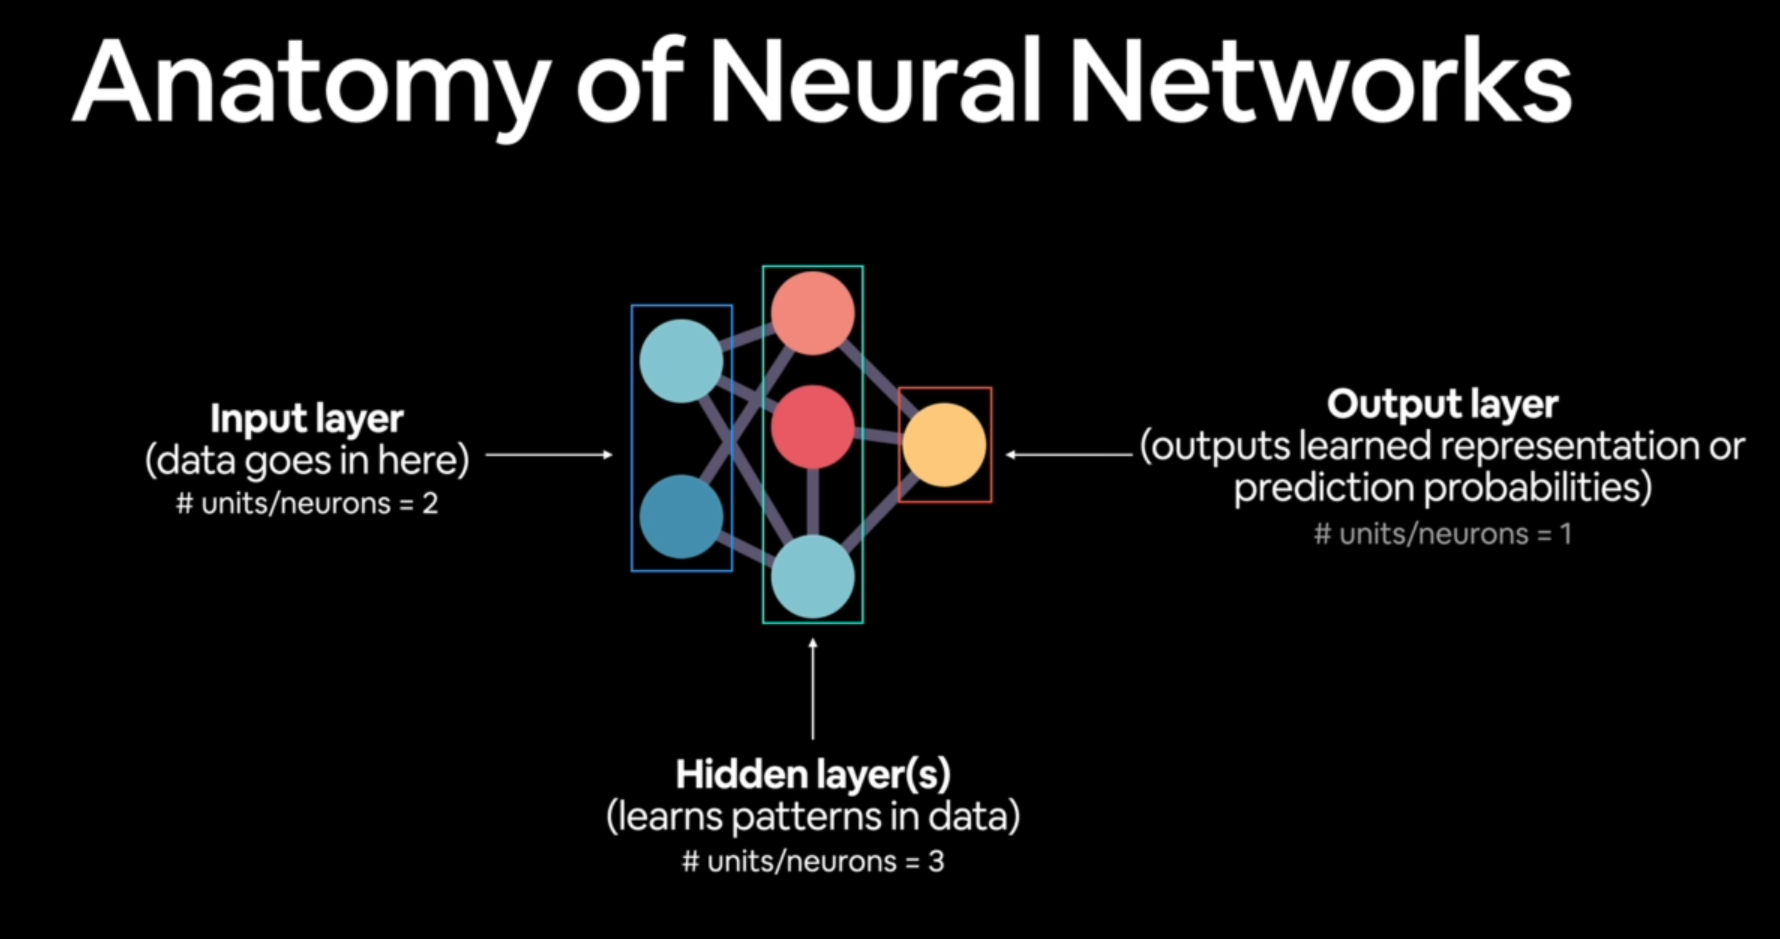 Anatomy of Neural Networks
Input layer
(data goes in here)
# units/neurons = 2
Output layer
(outputs learned representation or
prediction probabilities)
# units/neurons = 1
Hidden layer(s)
(learns patterns in data)
# units/neurons = 3